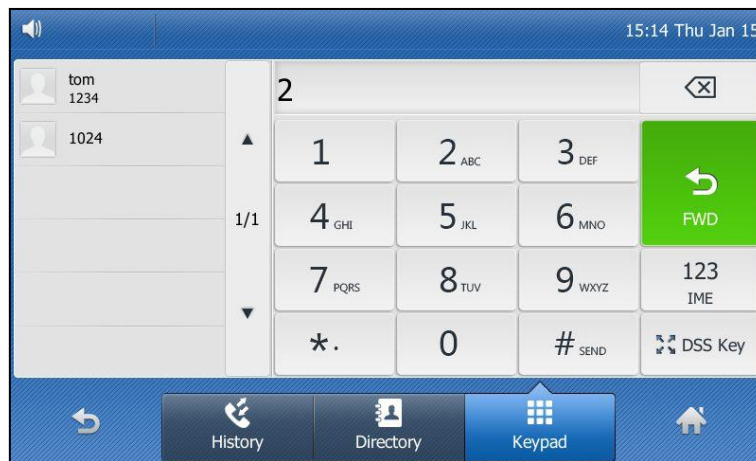 15:14 Thu Jan 15
tom
1234
1024
1/1
2
1
2 ABC
3 DEF
FWD
4 GHI
5 JKL
6 MNO
7 PQRS
8 TUV
9 WXYZ
123
IME
*.
0
# SEND
DSS Key
History
Directory
Keypad